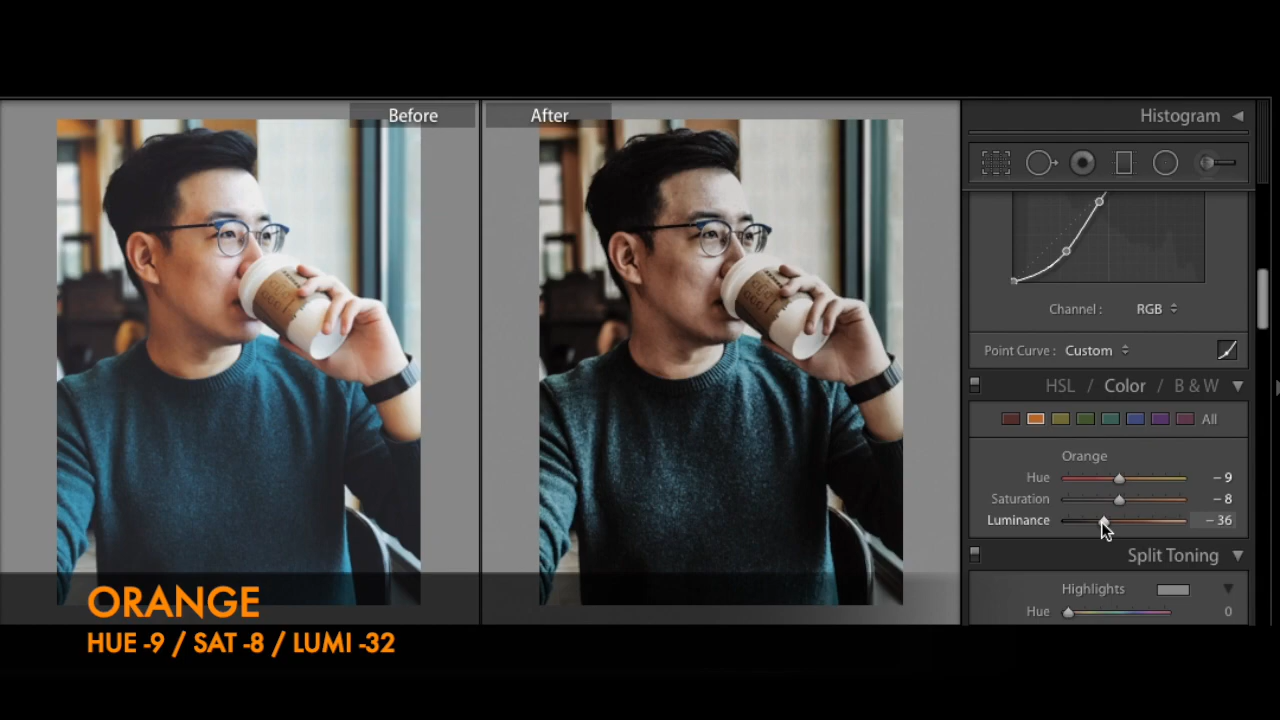 Before
After
Histogram
Channel : RGB
Point Curve : Custom
HSL / Color / B & W
All
Orange
Hue − 9
Saturation − 8
Luminance − 36
Split Toning
Highlights
Hue 0
ORANGE
HUE -9 / SAT -8 / LUMI -32